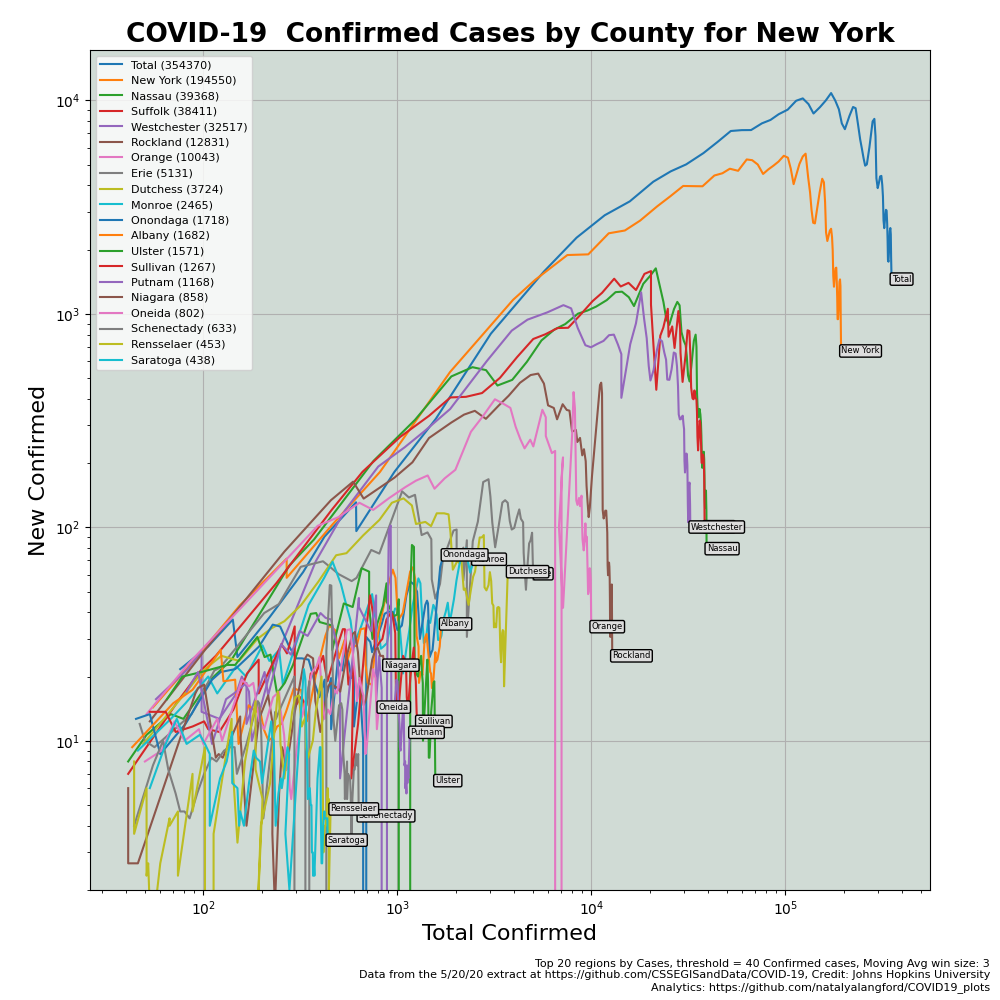 COVID-19  Confirmed Cases by County for New York
Total (354370)
New York (194550)
Nassau (39368)
Suffolk (38411)
Westchester (32517)
Rockland (12831)
Orange (10043)
Erie (5131)
Dutchess (3724)
Monroe (2465)
Onondaga (1718)
Albany (1682)
Ulster (1571)
Sullivan (1267)
Putnam (1168)
Niagara (858)
Oneida (802)
Schenectady (633)
Rensselaer (453)
Saratoga (438)
10⁴
10³
10²
10¹
New Confirmed
Total
New York
Westchester
Nassau
Onondaga
Dutchess
Albany
Orange
Rockland
Niagara
Oneida
Sullivan
Putnam
Ulster
Rensselaer
Saratoga
10²
10³
10⁴
10⁵
Total Confirmed
Top 20 regions by Cases, threshold = 40 Confirmed cases, Moving Avg win size: 3
Data from the 5/20/20 extract at https://github.com/CSSEGISandData/COVID-19, Credit: Johns Hopkins University
Analytics: https://github.com/natalyalangford/COVID19_plots